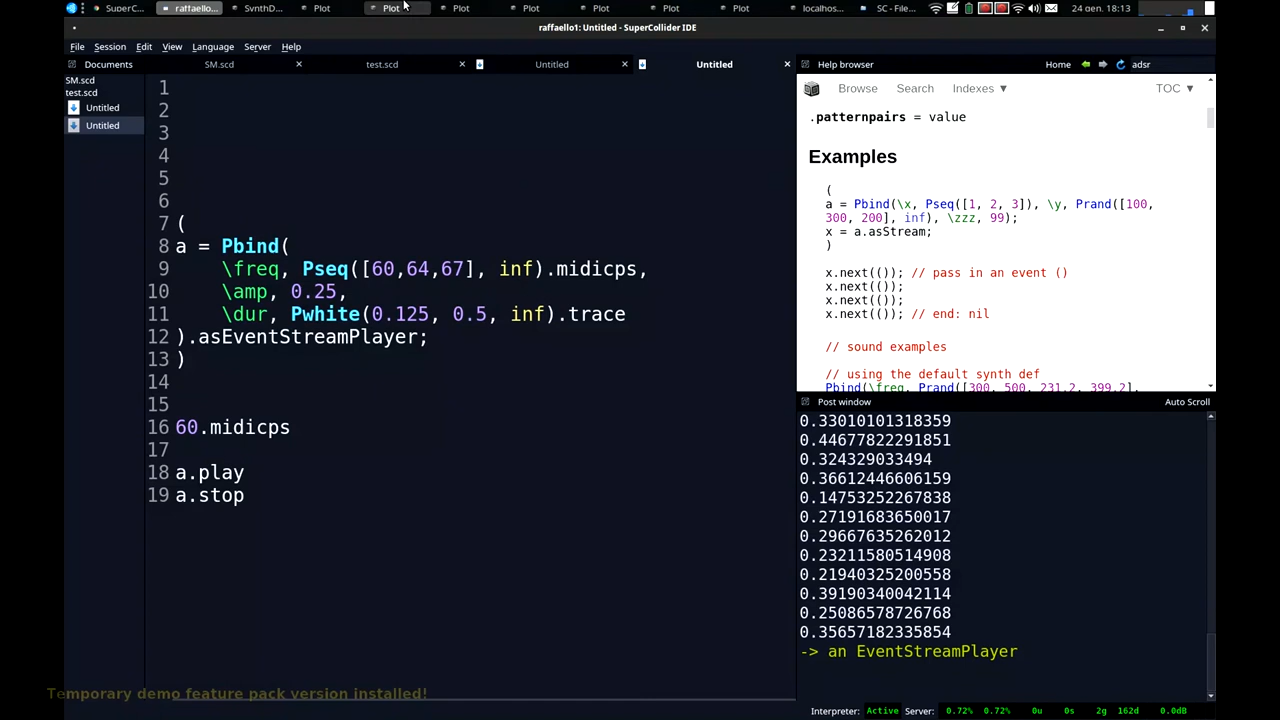 SuperC...
raffaello...
SynthD...
Plot
Plot
Plot
Plot
Plot
Plot
Plot
localhos...
SC - File...
24 gen. 18:13
raffaello1: Untitled - SuperCollider IDE
File Session Edit View Language Server Help
Documents
SM.scd
test.scd
Untitled
Untitled
SM.scd
test.scd
Untitled
Untitled
1
2
3
4
5
6
7 (
8 a = Pbind(
9 \freq, Pseq([60,64,67], inf).midicps,
10 \amp, 0.25,
11 \dur, Pwhite(0.125, 0.5, inf).trace
12 ).asEventStreamPlayer;
13 )
14
15
16 60.midicps
17
18 a.play
19 a.stop
Help browser
Home
adsr
Browse Search Indexes ▼ TOC ▼
.patternpairs = value
Examples
(
a = Pbind(\x, Pseq([1, 2, 3]), \y, Prand([100,
300, 200], inf), \zzz, 99);
x = a.asStream;
)
x.next(()); // pass in an event ()
x.next(());
x.next(());
x.next(()); // end: nil
// sound examples
// using the default synth def
Pbind(\freq, Prand([300, 500, 231.2, 399.2],
Post window
Auto Scroll
0.33010101318359
0.44677822291851
0.324329033494
0.36612446606159
0.14753252267838
0.27191683650017
0.29667635262012
0.23211580514908
0.21940325200558
0.39190340042114
0.25086578726768
0.35657182335854
-> an EventStreamPlayer
Temporary demo feature pack version installed!
Interpreter: Active Server: 0.72% 0.72% 0u 0s 2g 162d 0.0dB